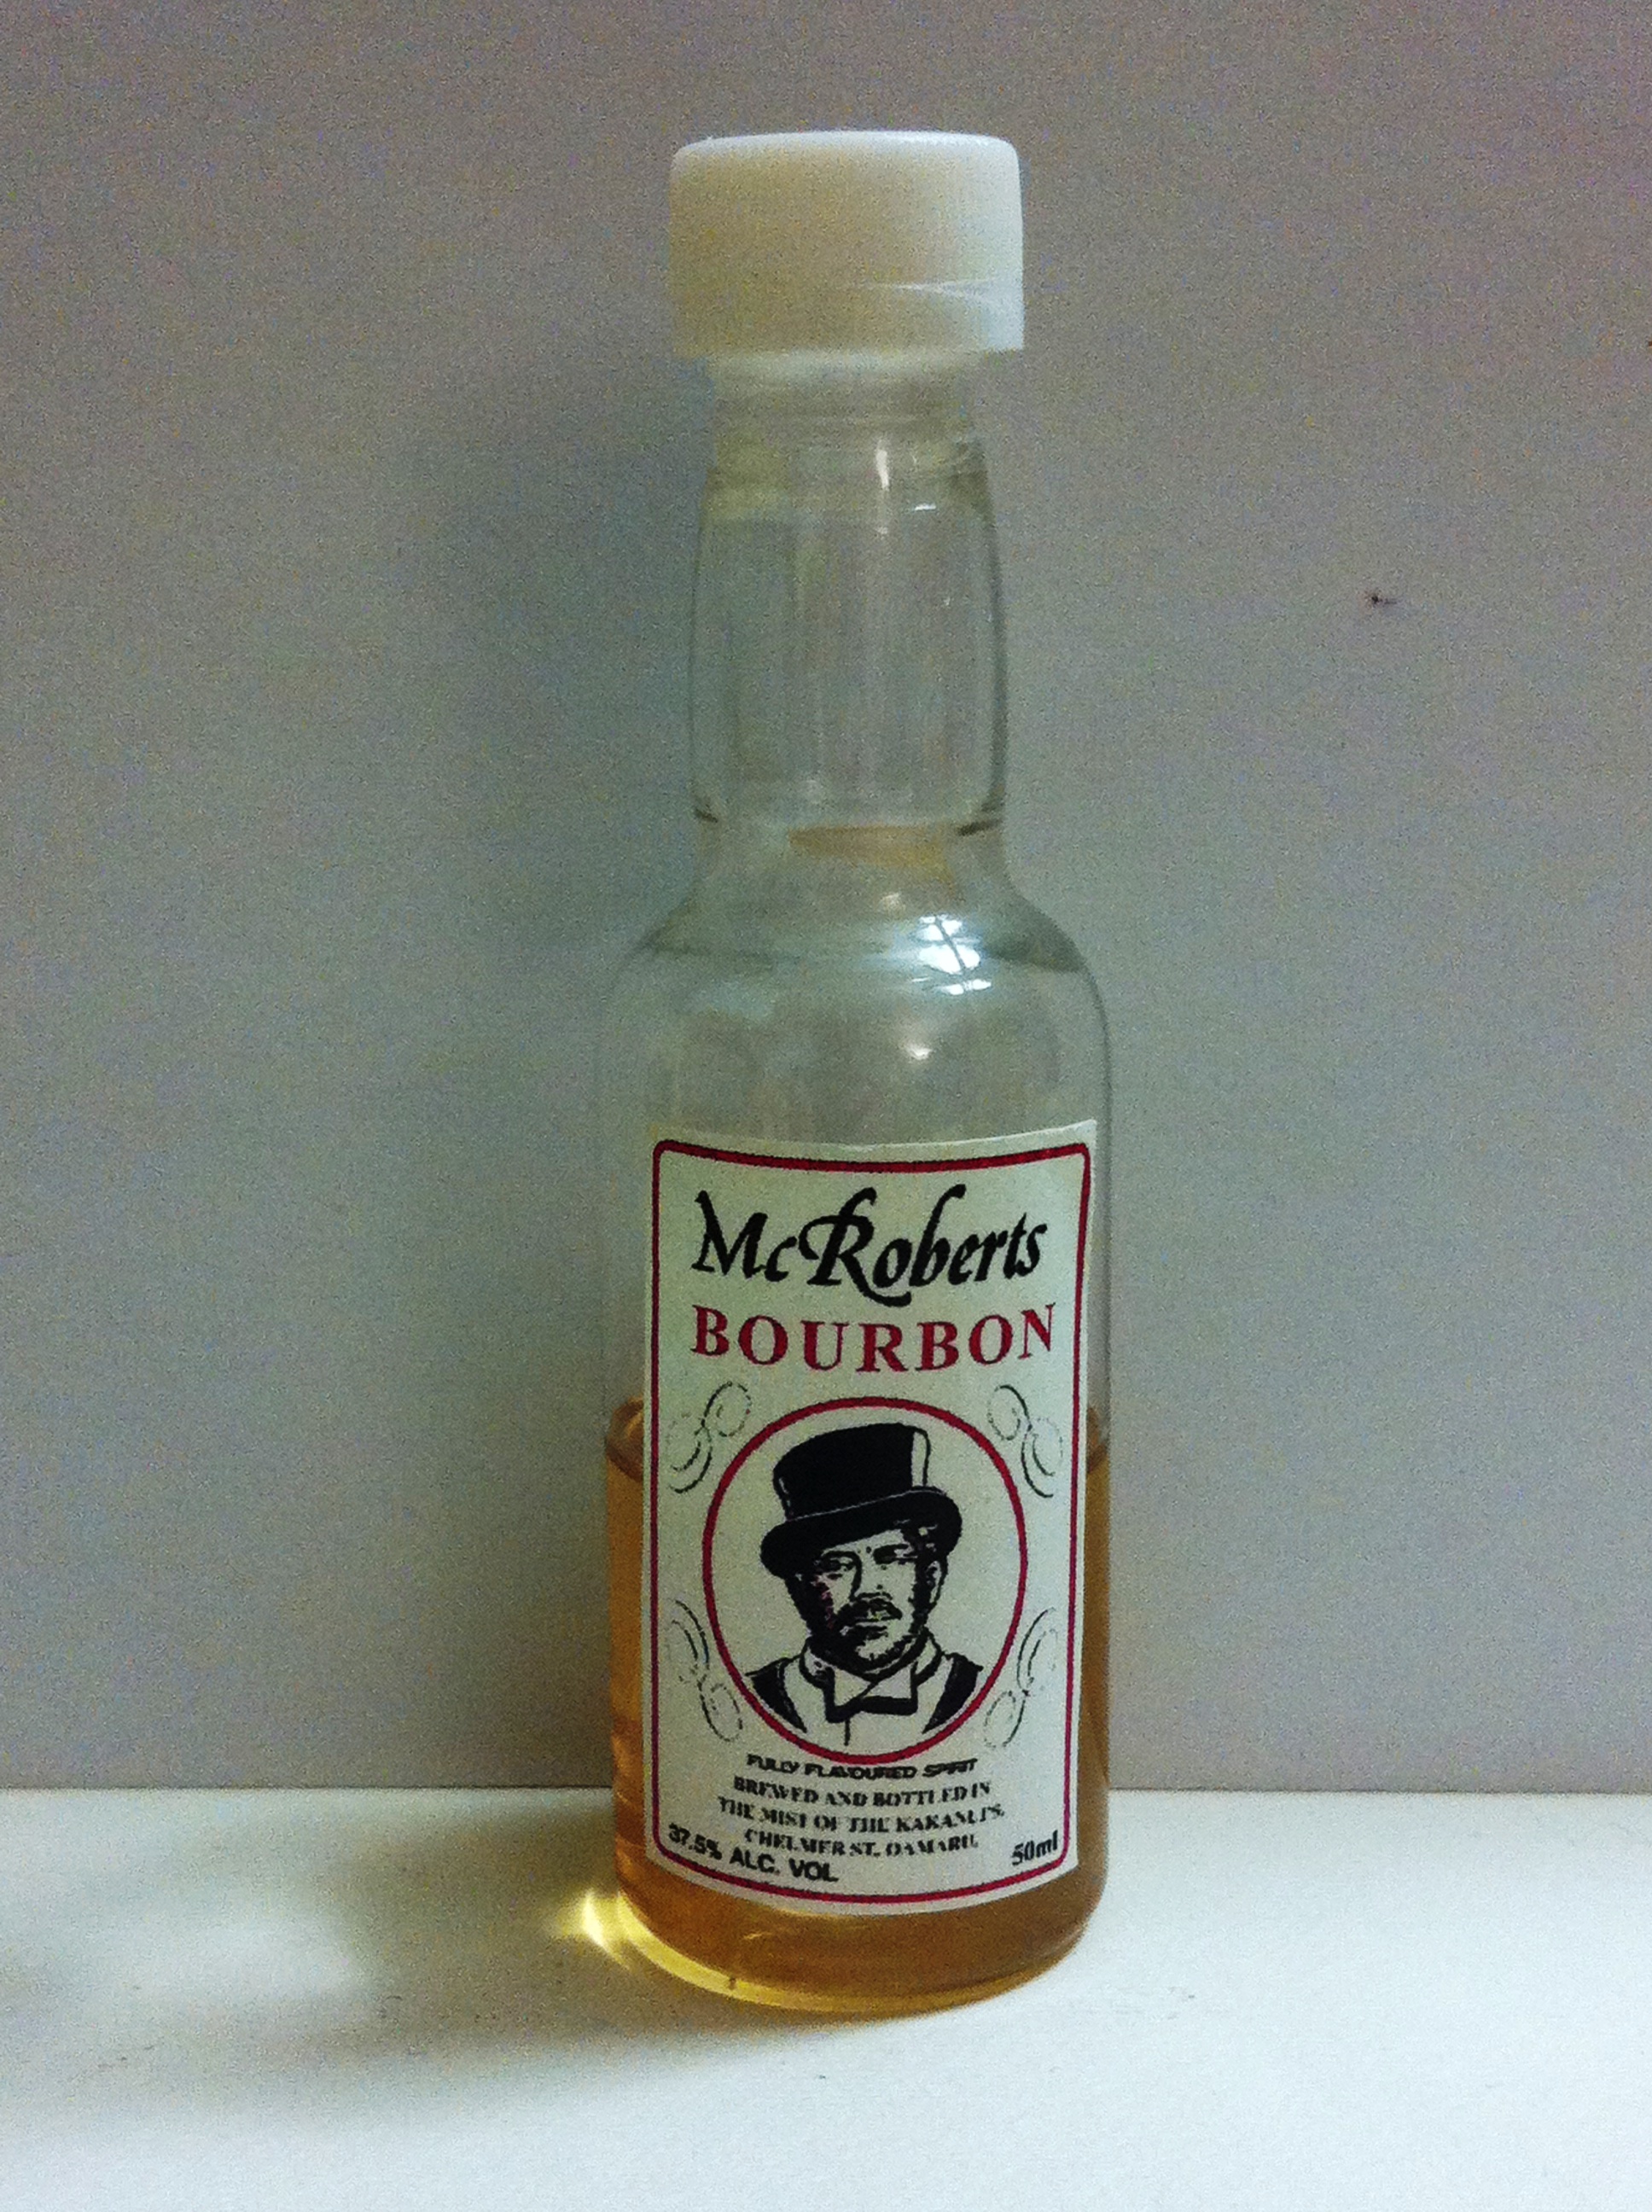 McRoberts
BOURBON
FULLY FLAVOURED SPIRIT
BREWED AND BOTTLED IN
THE MIST OF THE KAKANUI'S,
CHELMER ST. OAMARU.
37.5% ALC. VOL
50ml